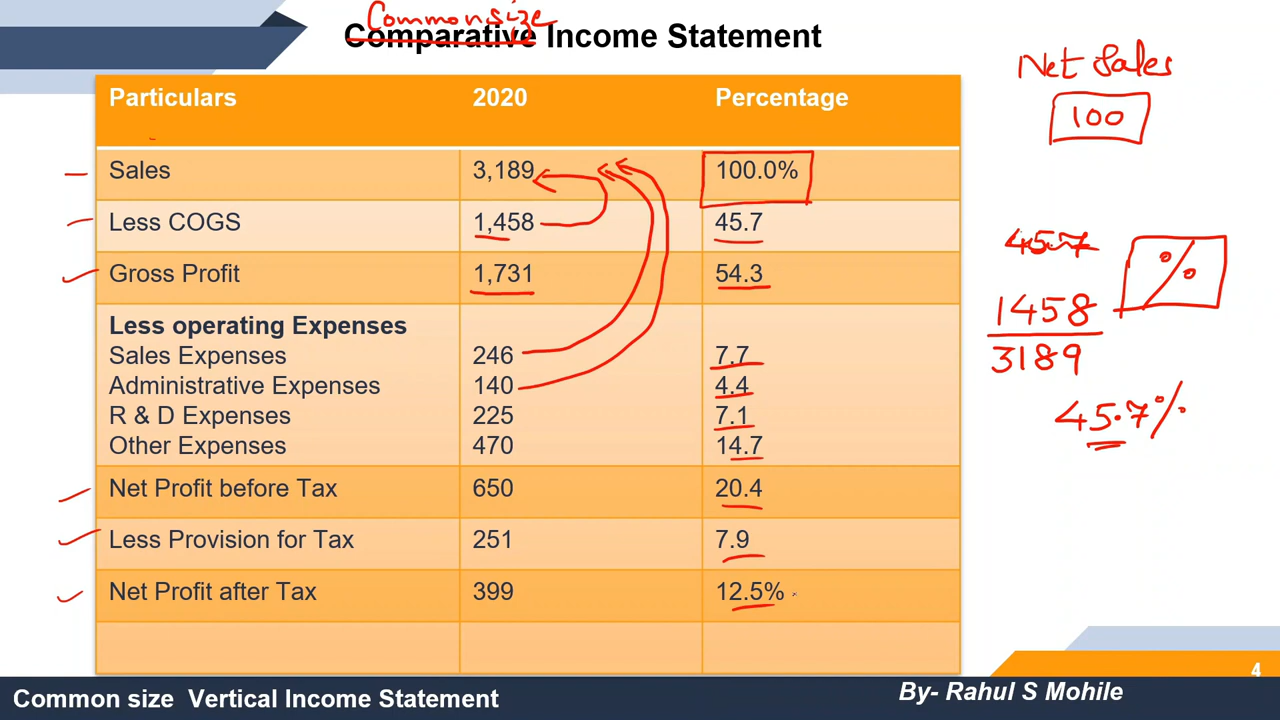 Common size
Comparative Income Statement
Net Sales
100
Particulars 2020 Percentage
Sales 3,189 100.0%
Less COGS 1,458 45.7
Gross Profit 1,731 54.3
Less operating Expenses
Sales Expenses 246 7.7
Administrative Expenses 140 4.4
R & D Expenses 225 7.1
Other Expenses 470 14.7
Net Profit before Tax 650 20.4
Less Provision for Tax 251 7.9
Net Profit after Tax 399 12.5%
45.7
%
1458
3189
45.7%
4
Common size Vertical Income Statement
By- Rahul S Mohile